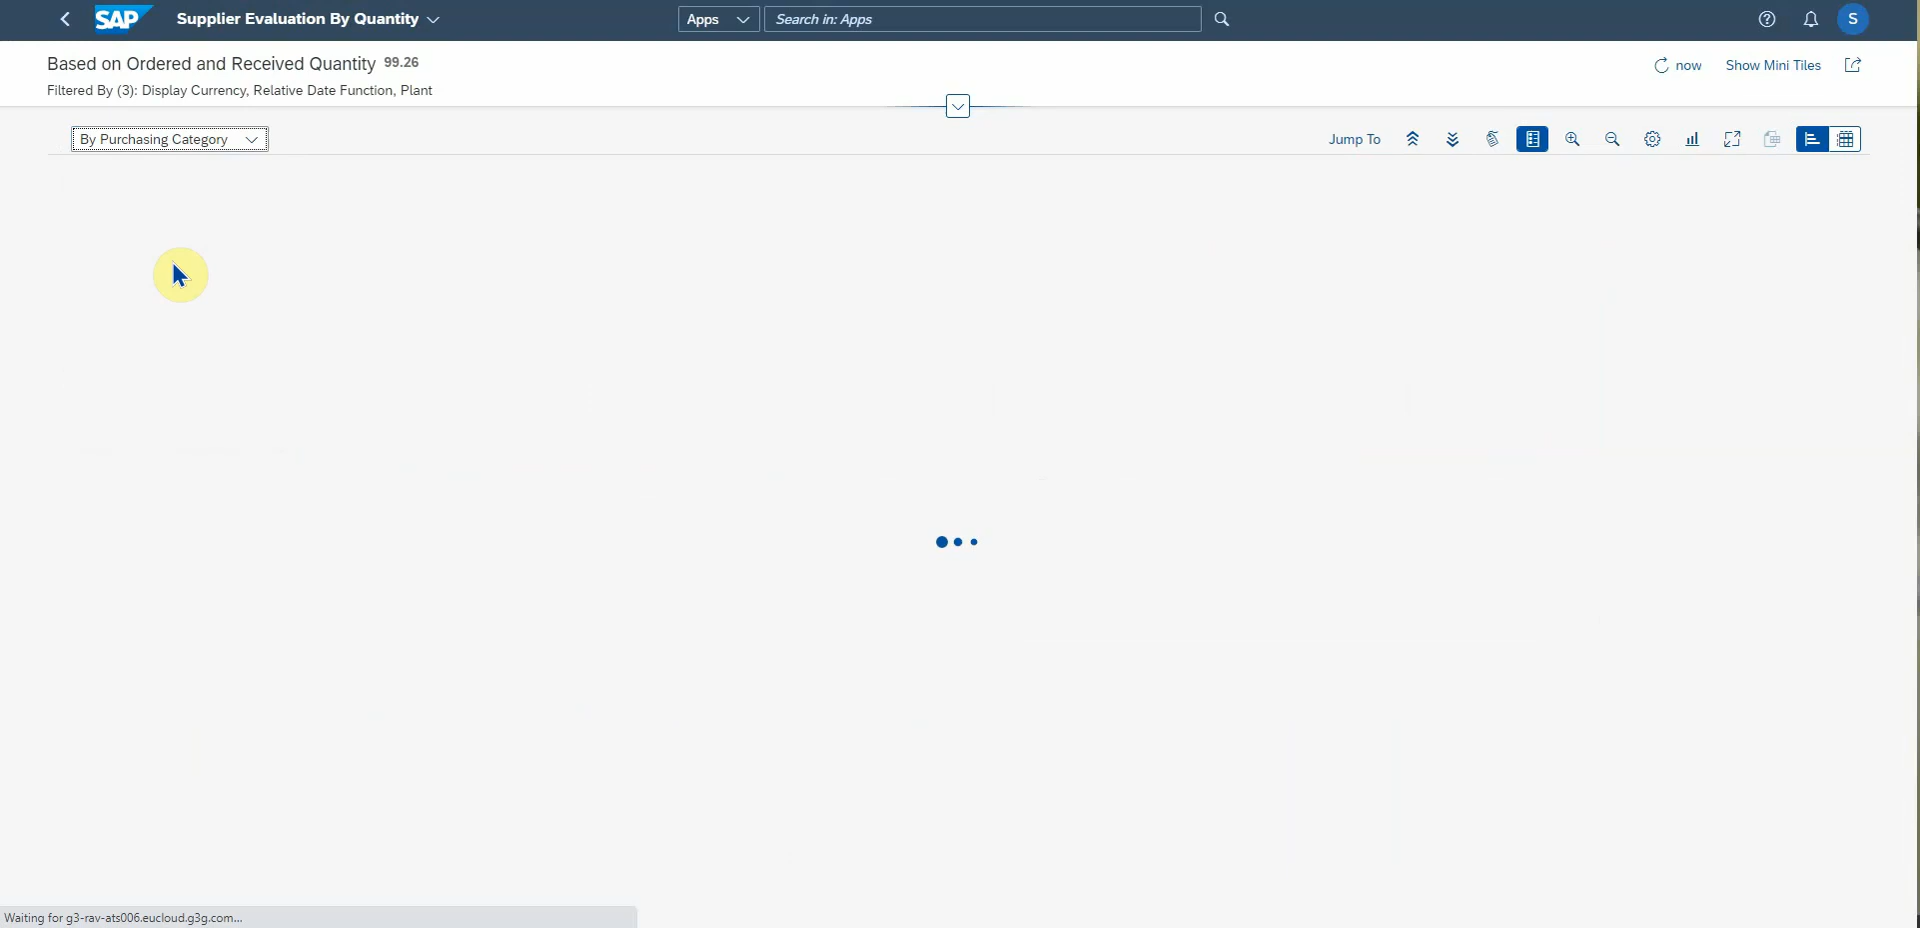 SAP Supplier Evaluation By Quantity Apps Search in: Apps S
Based on Ordered and Received Quantity 99.26
now Show Mini Tiles
Filtered By (3): Display Currency, Relative Date Function, Plant
By Purchasing Category Jump To
Waiting for g3-rav-ats006.eucloud.g3g.com...